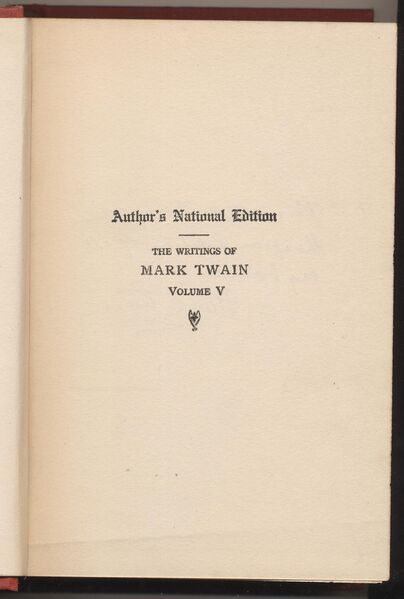 Author's National Edition
THE WRITINGS OF
MARK TWAIN
VOLUME V